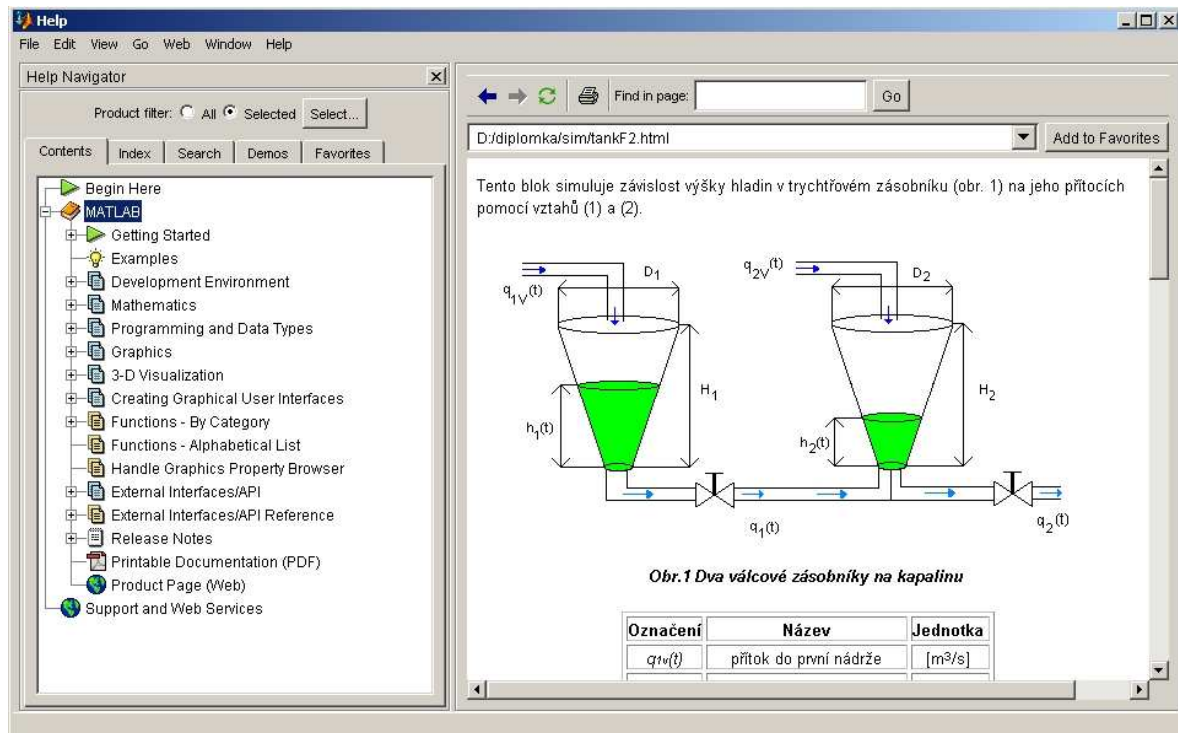 Help
File Edit View Go Web Window Help
Help Navigator
Product filter: All Selected Select...
Contents Index Search Demos Favorites
Begin Here
MATLAB
Getting Started
Examples
Development Environment
Mathematics
Programming and Data Types
Graphics
3-D Visualization
Creating Graphical User Interfaces
Functions - By Category
Functions - Alphabetical List
Handle Graphics Property Browser
External Interfaces/API
External Interfaces/API Reference
Release Notes
Printable Documentation (PDF)
Product Page (Web)
Support and Web Services
Find in page: Go
D:/diplomka/sim/tankF2.html Add to Favorites
Tento blok simuluje závislost výšky hladin v trychtřovém zásobníku (obr. 1) na jeho přítocích
pomocí vztahů (1) a (2).
q1V(t) D1 q2V(t) D2
H1 H2
h1(t) h2(t)
q1(t) q2(t)
Obr.1 Dva válcové zásobníky na kapalinu
Označení Název Jednotka
q1v(t) přítok do první nádrže [m³/s]